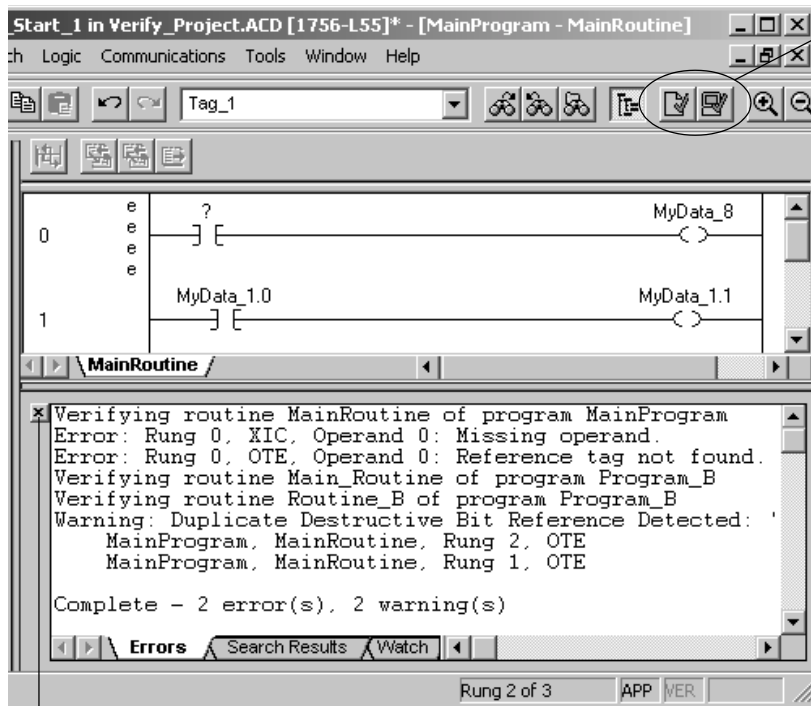 _Start_1 in Verify_Project.ACD [1756-L55]* - [MainProgram - MainRoutine]
ch Logic Communications Tools Window Help
Tag_1
e
e
e
e
0
?
MyData_8
1
MyData_1.0
MyData_1.1
MainRoutine
Verifying routine MainRoutine of program MainProgram
Error: Rung 0, XIC, Operand 0: Missing operand.
Error: Rung 0, OTE, Operand 0: Reference tag not found.
Verifying routine Main_Routine of program Program_B
Verifying routine Routine_B of program Program_B
Warning: Duplicate Destructive Bit Reference Detected: '
MainProgram, MainRoutine, Rung 2, OTE
MainProgram, MainRoutine, Rung 1, OTE
Complete - 2 error(s), 2 warning(s)
Errors Search Results Watch
Rung 2 of 3 APP VER